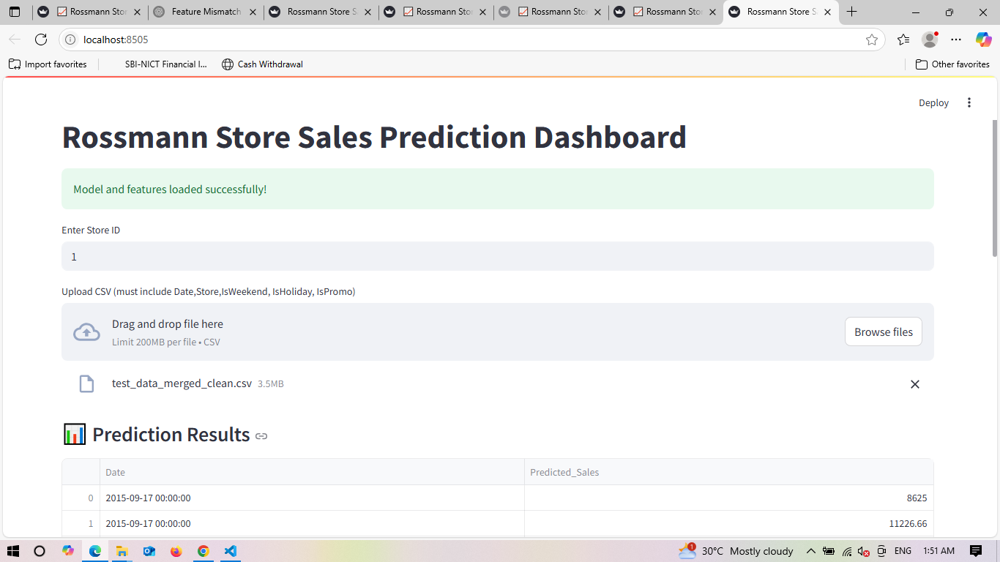 Rossmann Stor
Feature Mismatch
Rossmann Store S
Rossmann Stor
Rossmann Stor
Rossmann Stor
Rossmann Store S
localhost:8505
Import favorites
SBI-NICT Financial I...
Cash Withdrawal
Other favorites
Deploy
Rossmann Store Sales Prediction Dashboard
Model and features loaded successfully!
Enter Store ID
1
Upload CSV (must include Date,Store,IsWeekend, IsHoliday, IsPromo)
Drag and drop file here
Limit 200MB per file • CSV
Browse files
test_data_merged_clean.csv 3.5MB
Prediction Results
Date Predicted_Sales
0 2015-09-17 00:00:00 8625
1 2015-09-17 00:00:00 11226.66
1 30°C Mostly cloudy ENG 1:51 AM